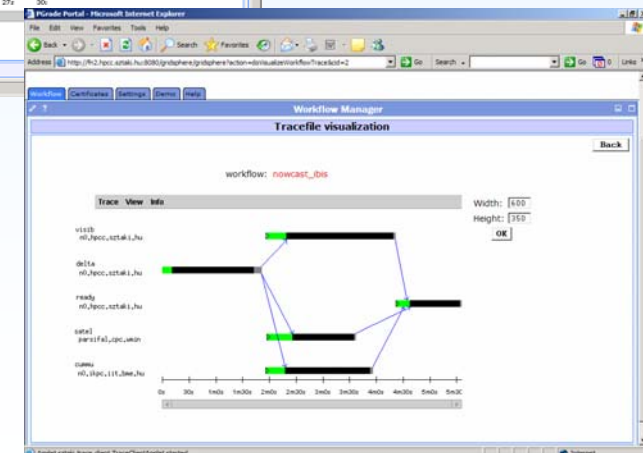 27s 30s
PGrade Portal - Microsoft Internet Explorer
File Edit View Favorites Tools Help
Back Search Favorites
Address http://fn2.hpcc.sztaki.hu:8080/gridsphere/gridsphere?action=doVisualizeWorkflowTrace&cid=2 Go Search Go 0 Links
Workflow Certificates Settings Demo Help
? Workflow Manager
Tracefile visualization
Back
workflow: nowcast_ibis
Trace View Info
Width: 600
Height: 350
OK
visib
n0.hpcc.sztaki.hu
delta
n0.hpcc.sztaki.hu
ready
n0.hpcc.sztaki.hu
satel
parsifal.cpc.wmin
cummu
n0.ikpc.iit.bme.hu
0s 30s 1m0s 1m30s 2m0s 2m30s 3m0s 3m30s 4m0s 4m30s 5m0s
Internet